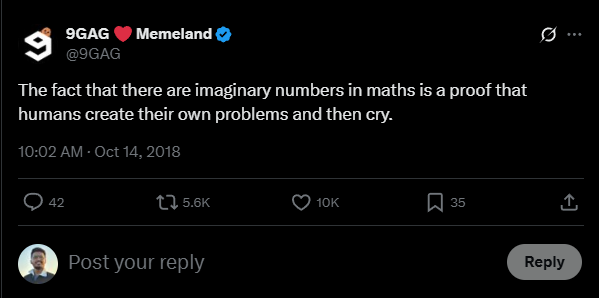 9GAG ❤️ Memeland
@9GAG
The fact that there are imaginary numbers in maths is a proof that
humans create their own problems and then cry.
10:02 AM · Oct 14, 2018
42 5.6K 10K 35
Post your reply
Reply